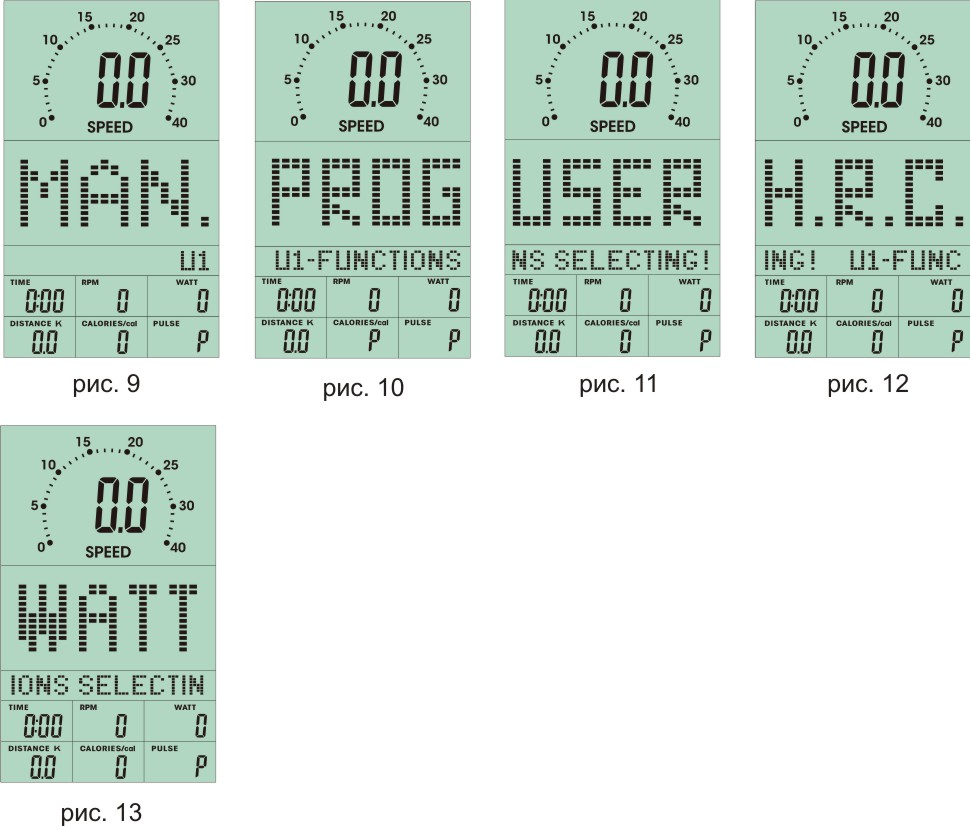 15 20
10 25
5 0.0 30
0 SPEED 40
MAN.
U1
TIME RPM WATT
0:00 0 0
DISTANCE K CALORIES/cal PULSE
0.0 0 P
рис. 9
15 20
10 25
5 0.0 30
0 SPEED 40
PROG
U1-FUNCTIONS
TIME RPM WATT
0:00 0 0
DISTANCE K CALORIES/cal PULSE
0.0 P P
рис. 10
15 20
10 25
5 0.0 30
0 SPEED 40
USER
NS SELECTING!
TIME RPM WATT
0:00 0 0
DISTANCE K CALORIES/cal PULSE
0.0 0 P
рис. 11
15 20
10 25
5 0.0 30
0 SPEED 40
H.R.C.
ING! U1-FUNC
TIME RPM WATT
0:00 0 0
DISTANCE K CALORIES/cal PULSE
0.0 0 P
рис. 12
15 20
10 25
5 0.0 30
0 SPEED 40
WATT
IONS SELECTIN
TIME RPM WATT
0:00 0 0
DISTANCE K CALORIES/cal PULSE
0.0 0 P
рис. 13